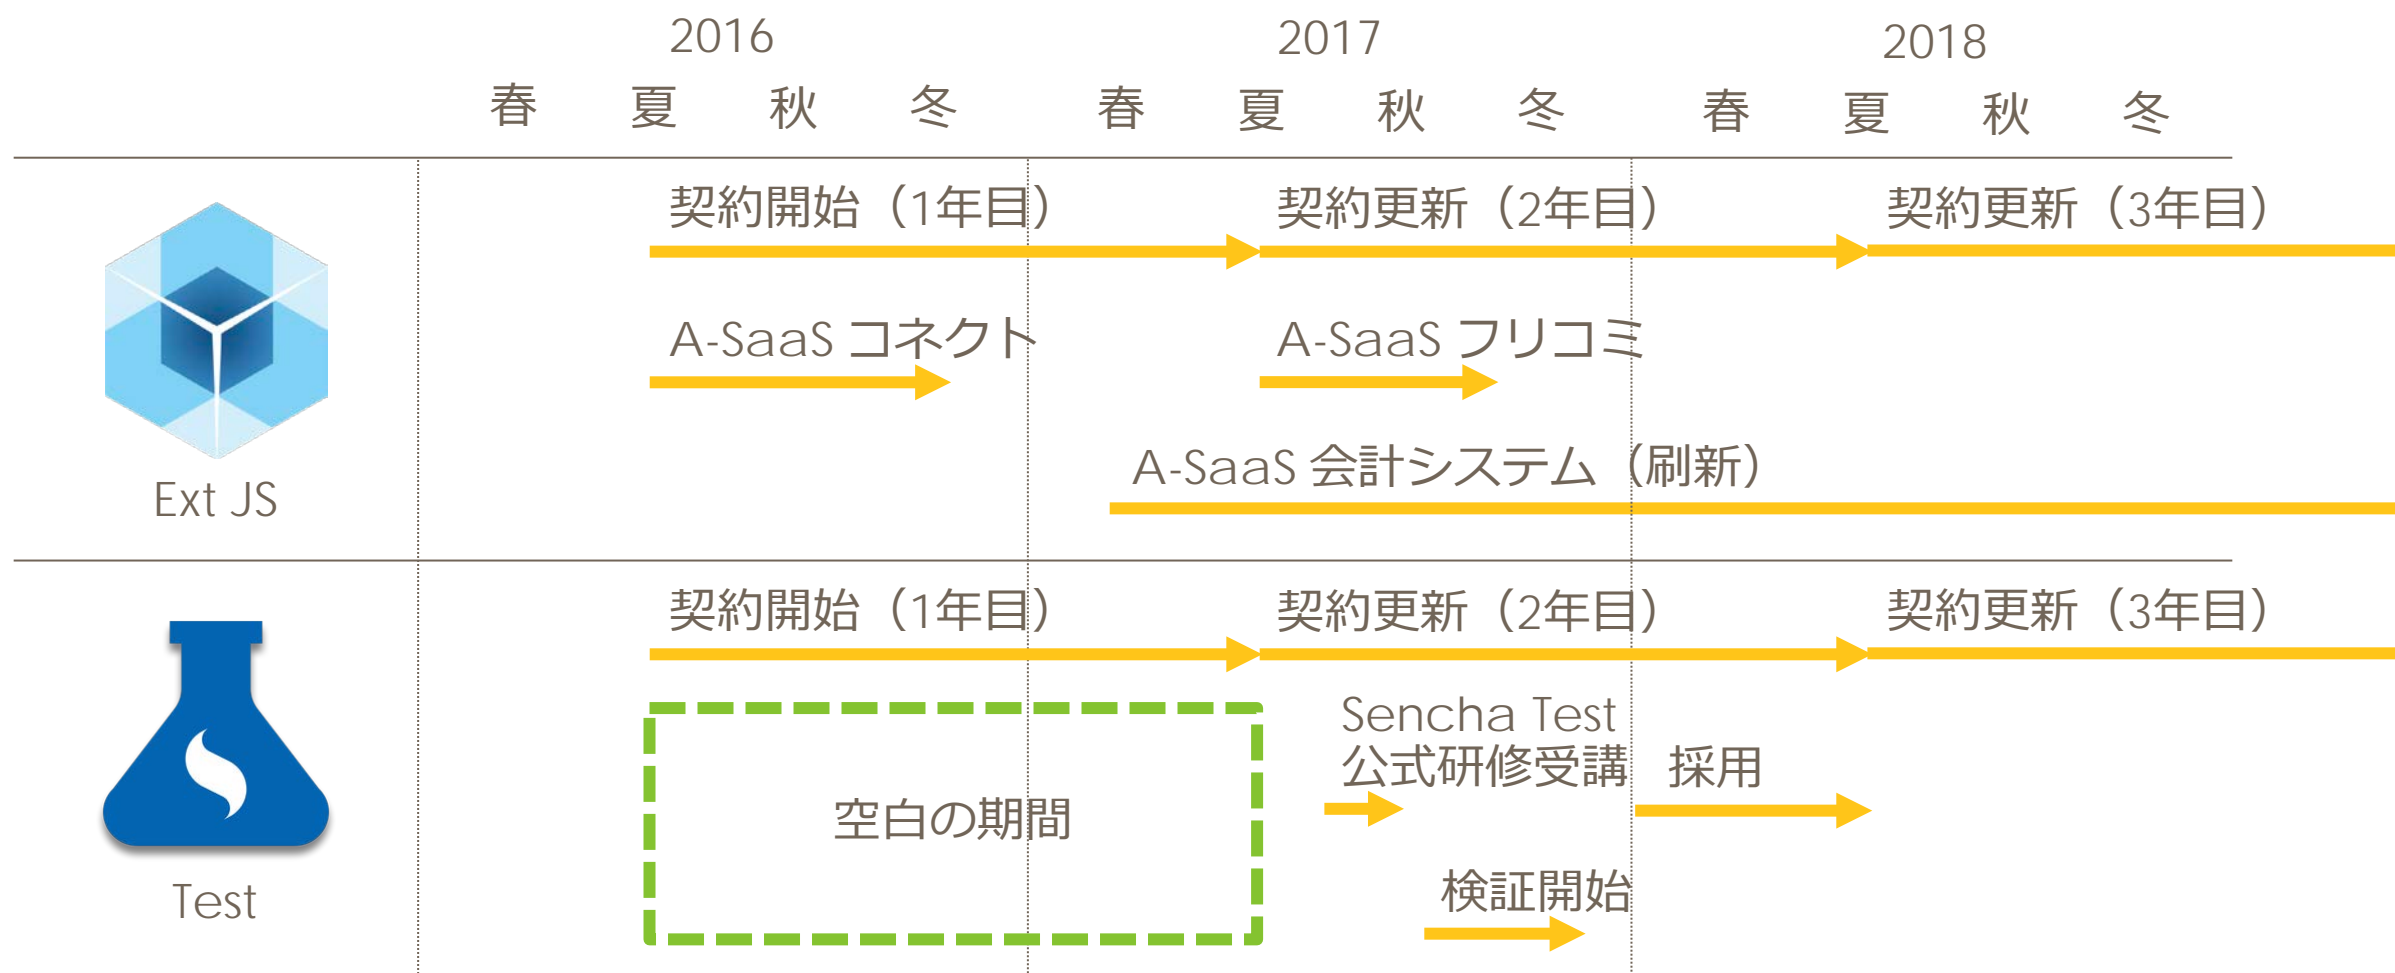 2016 2017 2018
春 夏 秋 冬 春 夏 秋 冬 春 夏 秋 冬
契約開始（1年目） 契約更新（2年目） 契約更新（3年目）
A-SaaS コネクト A-SaaS フリコミ
A-SaaS 会計システム（刷新）
Ext JS
契約開始（1年目） 契約更新（2年目） 契約更新（3年目）
Sencha Test
公式研修受講 採用
空白の期間
検証開始
Test